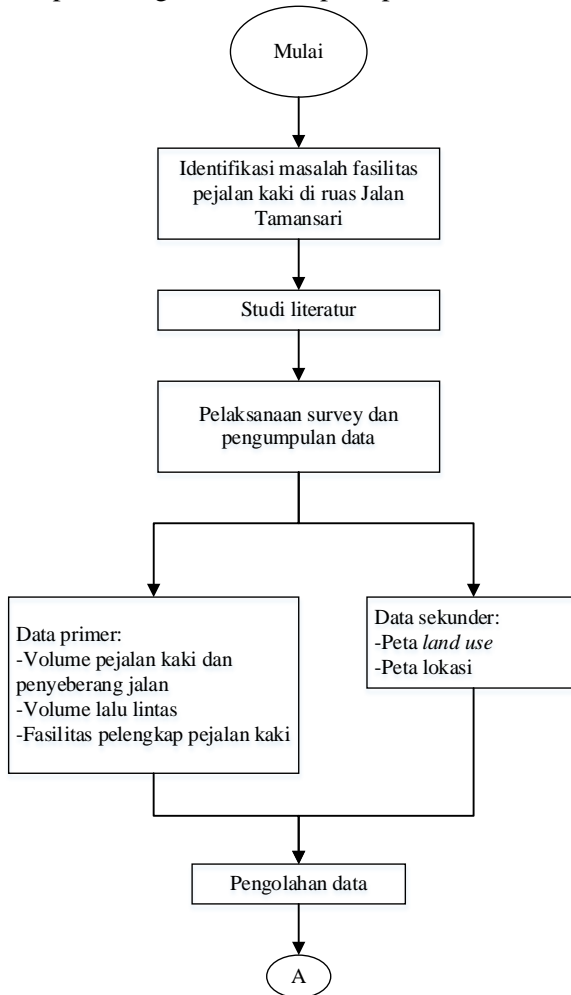 Mulai
Identifikasi masalah fasilitas
pejalan kaki di ruas Jalan
Tamansari
Studi literatur
Pelaksanaan survey dan
pengumpulan data
Data primer:
-Volume pejalan kaki dan
penyeberang jalan
-Volume lalu lintas
-Fasilitas pelengkap pejalan kaki
Data sekunder:
-Peta land use
-Peta lokasi
Pengolahan data
A